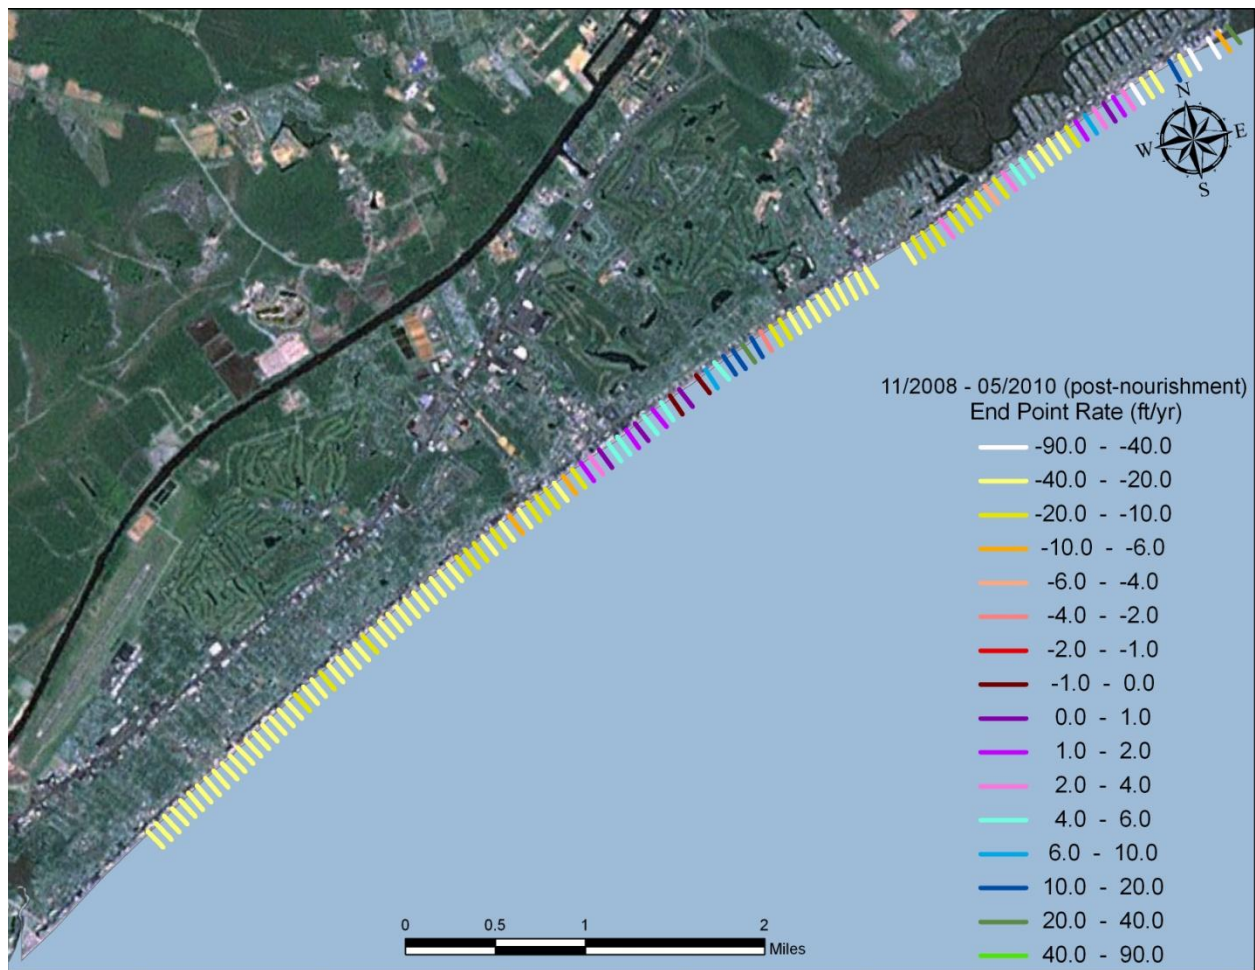 N
W E
S
11/2008 - 05/2010 (post-nourishment)
End Point Rate (ft/yr)
-90.0 - -40.0
-40.0 - -20.0
-20.0 - -10.0
-10.0 - -6.0
-6.0 - -4.0
-4.0 - -2.0
-2.0 - -1.0
-1.0 - 0.0
0.0 - 1.0
1.0 - 2.0
2.0 - 4.0
4.0 - 6.0
6.0 - 10.0
10.0 - 20.0
20.0 - 40.0
40.0 - 90.0
0 0.5 1 2
Miles